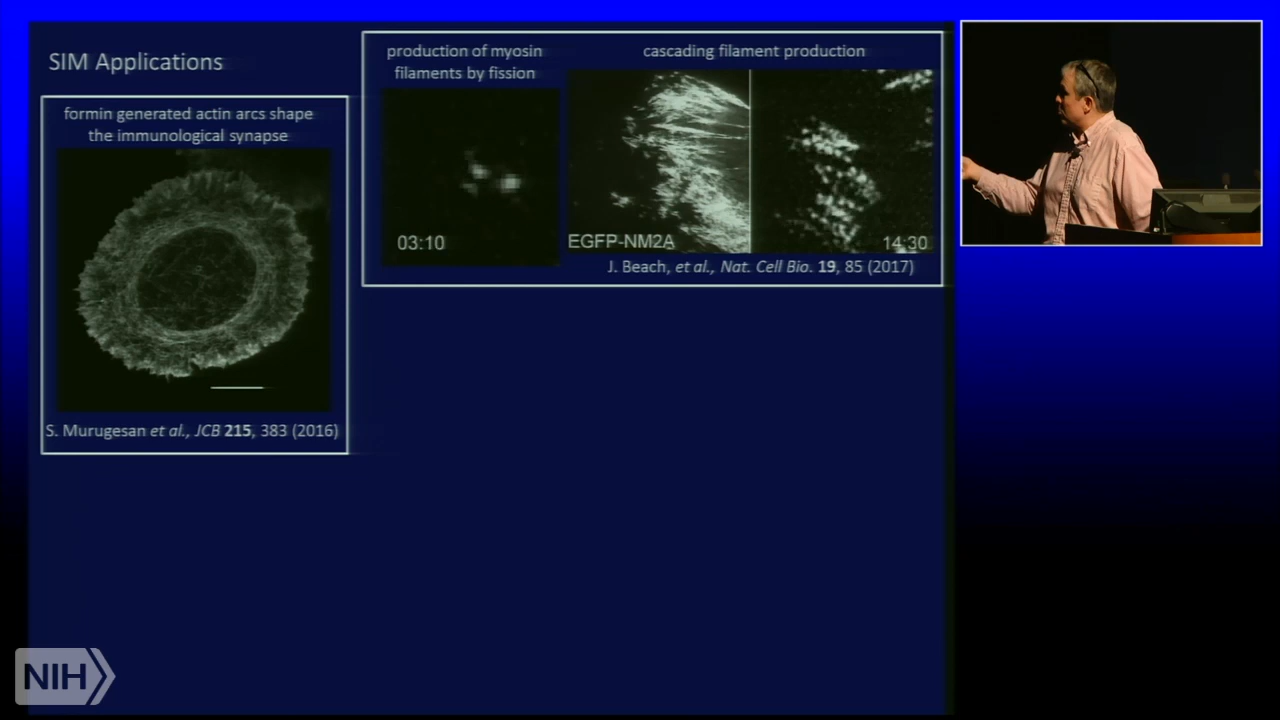 SIM Applications
formin generated actin arcs shape
the immunological synapse
S. Murugesan et al., JCB 215, 383 (2016)
production of myosin
filaments by fission
03:10
cascading filament production
EGFP-NM2A
14:30
J. Beach, et al., Nat. Cell Bio. 19, 85 (2017)
NIH